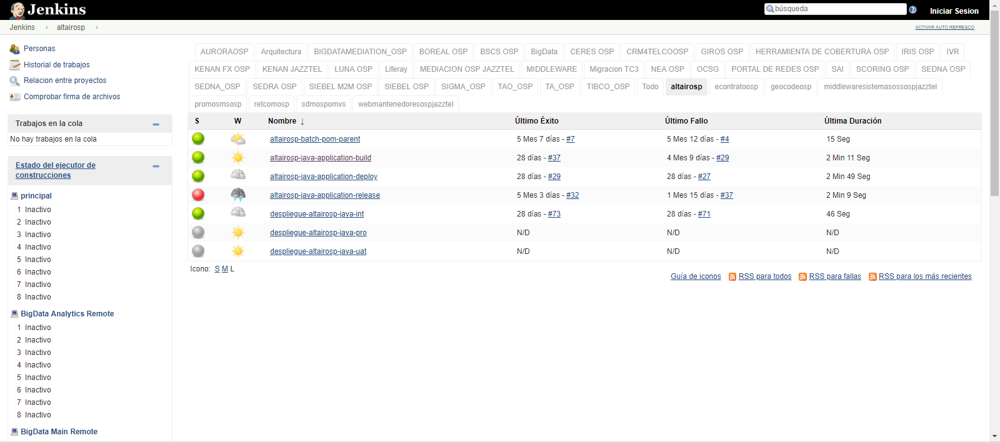 Jenkins
búsqueda
Iniciar Sesion
Jenkins
altairosp
ACTIVAR AUTO REFRESCO
Personas
Historial de trabajos
Relacion entre proyectos
Comprobar firma de archivos
Trabajos en la cola
No hay trabajos en la cola
Estado del ejecutor de
construcciones
principal
1 Inactivo
2 Inactivo
3 Inactivo
4 Inactivo
5 Inactivo
6 Inactivo
7 Inactivo
8 Inactivo
BigData Analytics Remote
1 Inactivo
2 Inactivo
3 Inactivo
4 Inactivo
5 Inactivo
6 Inactivo
7 Inactivo
8 Inactivo
BigData Main Remote
AURORAOSP Arquitectura BIGDATAMEDIATION_OSP BOREAL OSP BSCS OSP BigData CERES OSP CRM4TELCOOSP GIROS OSP HERRAMIENTA DE COBERTURA OSP IRIS OSP IVR
KENAN FX OSP KENAN JAZZTEL LUNA OSP Liferay MEDIACION OSP JAZZTEL MIDDLEWARE Migracion TC3 NEA OSP OCSG PORTAL DE REDES OSP SAI SCORING OSP SEDNA OSP
SEDNA_OSP SEDRA OSP SIEBEL M2M OSP SIEBEL OSP SIGMA_OSP TAO_OSP TA_OSP TIBCO_OSP Todo altairosp econtratoosp geocodeosp middlewaresistemasossospjazztel
promosmsosp retcomosp sdmospomvs webmantenedoresospjazztel
S W Nombre ↓ Último Éxito Último Fallo Última Duración
altairosp-batch-pom-parent 5 Mes 7 días - #7 5 Mes 12 días - #4 15 Seg
altairosp-java-application-build 28 días - #37 4 Mes 9 días - #29 2 Min 11 Seg
altairosp-java-application-deploy 28 días - #29 28 días - #27 2 Min 49 Seg
altairosp-java-application-release 5 Mes 3 días - #32 1 Mes 15 días - #37 2 Min 9 Seg
despliegue-altairosp-java-int 28 días - #73 28 días - #71 46 Seg
despliegue-altairosp-java-pro N/D N/D N/D
despliegue-altairosp-java-uat N/D N/D N/D
Icono: S M L
Guía de iconos RSS para todos RSS para fallas RSS para los más recientes